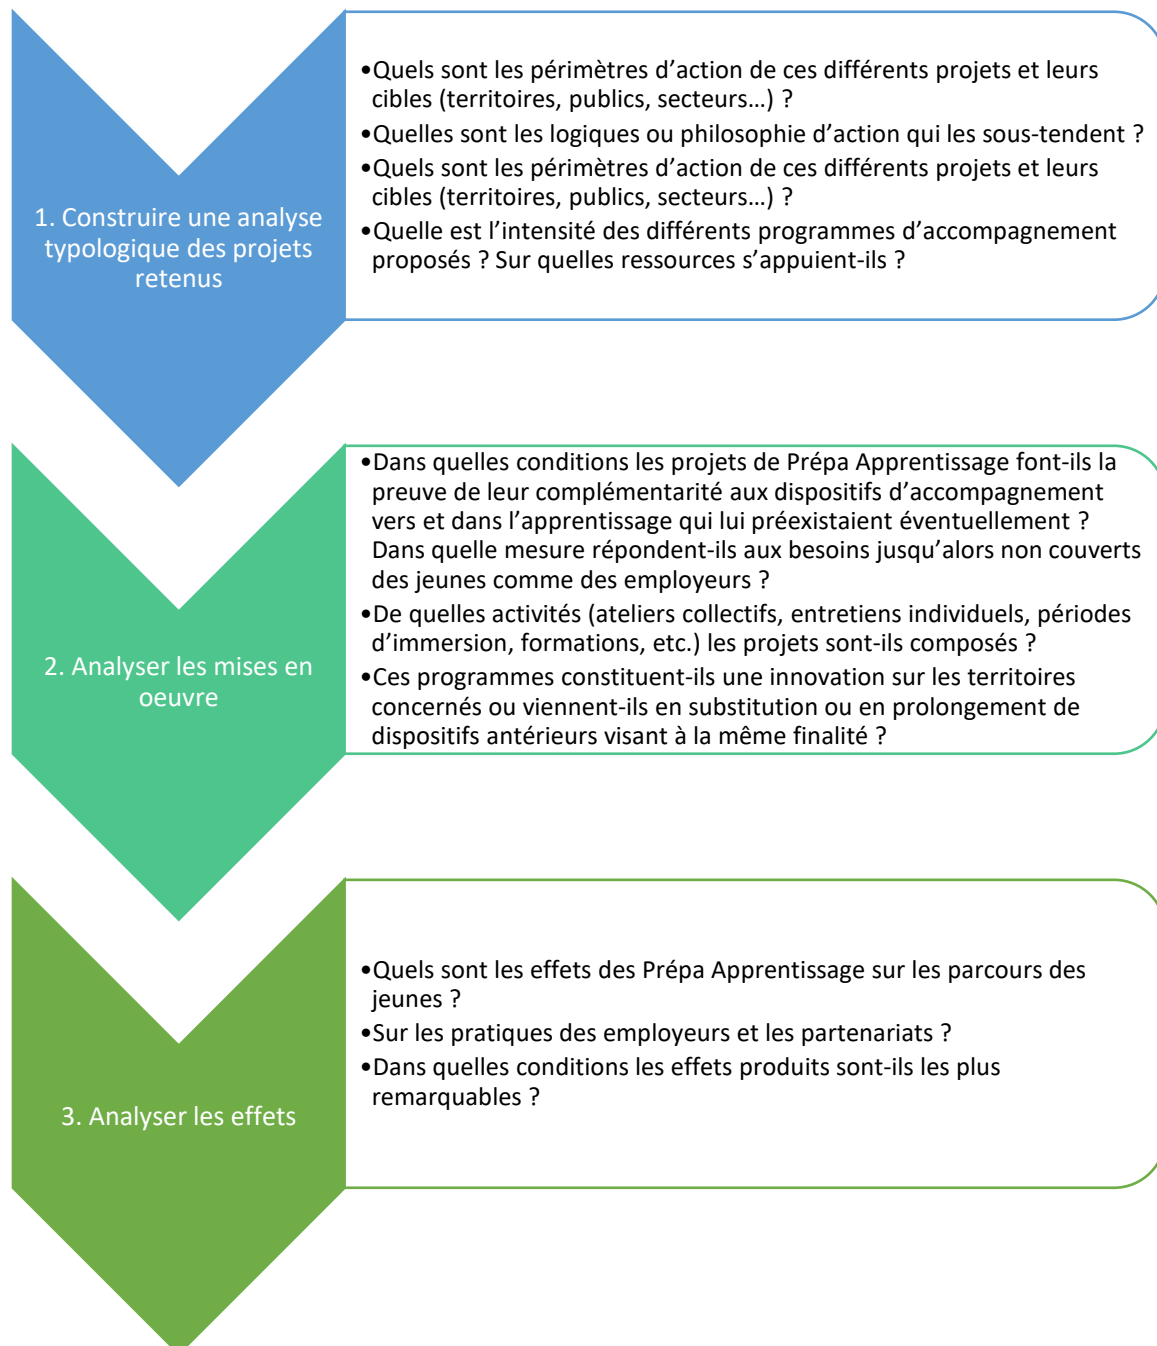 1. Construire une analyse
typologique des projets
retenus
•Quels sont les périmètres d’action de ces différents projets et leurs
cibles (territoires, publics, secteurs…) ?
•Quelles sont les logiques ou philosophie d’action qui les sous-tendent ?
•Quels sont les périmètres d’action de ces différents projets et leurs
cibles (territoires, publics, secteurs…) ?
•Quelle est l’intensité des différents programmes d’accompagnement
proposés ? Sur quelles ressources s’appuient-ils ?
2. Analyser les mises en
oeuvre
•Dans quelles conditions les projets de Prépa Apprentissage font-ils la
preuve de leur complémentarité aux dispositifs d’accompagnement
vers et dans l’apprentissage qui lui préexistaient éventuellement ?
Dans quelle mesure répondent-ils aux besoins jusqu’alors non couverts
des jeunes comme des employeurs ?
•De quelles activités (ateliers collectifs, entretiens individuels, périodes
d’immersion, formations, etc.) les projets sont-ils composés ?
•Ces programmes constituent-ils une innovation sur les territoires
concernés ou viennent-ils en substitution ou en prolongement de
dispositifs antérieurs visant à la même finalité ?
3. Analyser les effets
•Quels sont les effets des Prépa Apprentissage sur les parcours des
jeunes ?
•Sur les pratiques des employeurs et les partenariats ?
•Dans quelles conditions les effets produits sont-ils les plus
remarquables ?